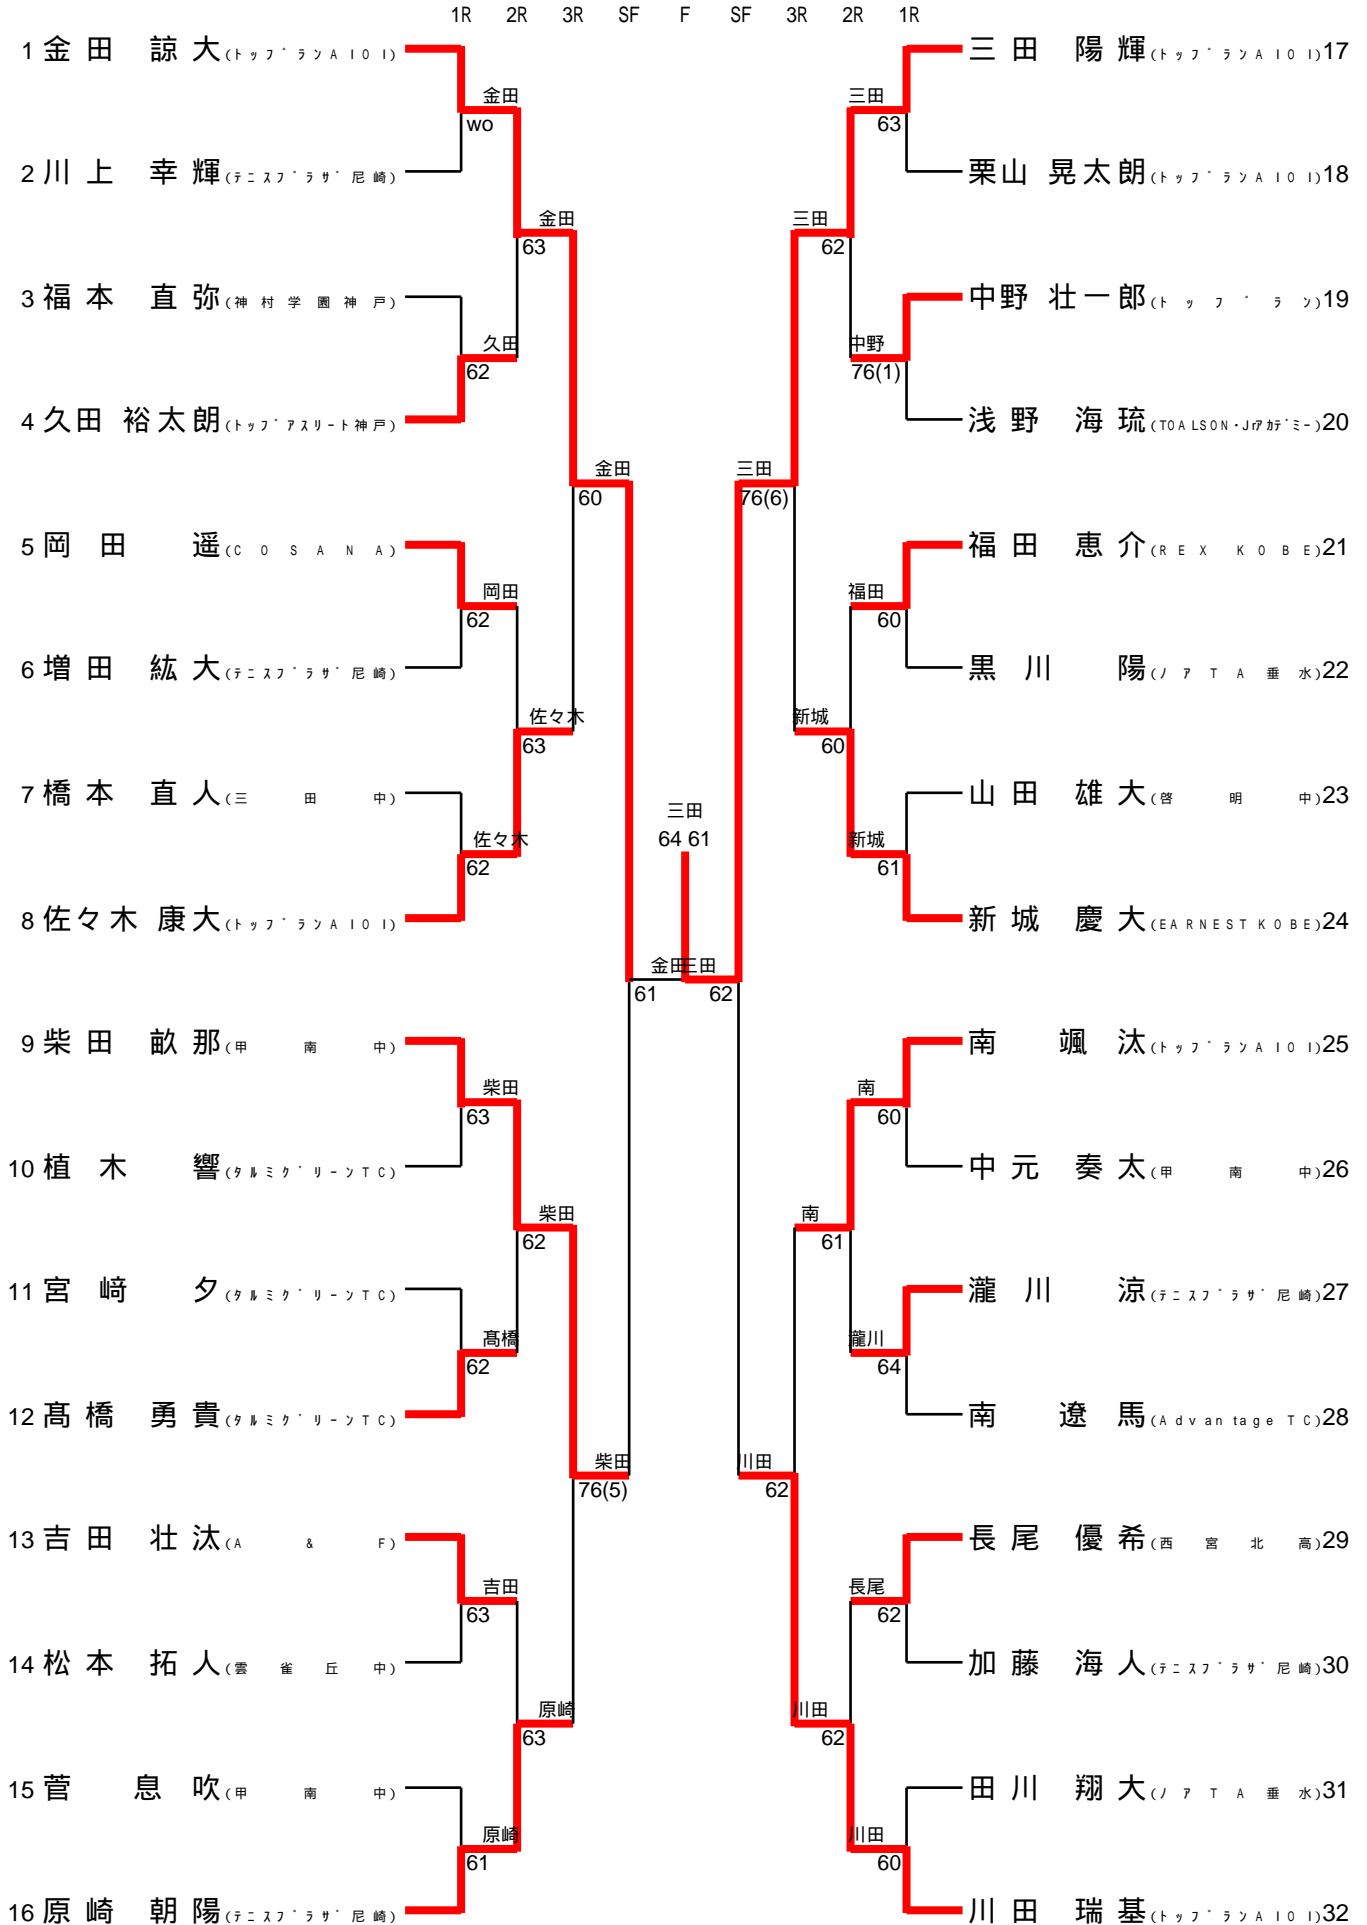 1R 2R 3R SF F SF 3R 2R 1R
1 金田 諒大 (トップランAIOI)
三田 陽輝 (トップランAIOI) 17
金田
wo
三田
63
2 川上 幸輝 (テニスプラザ尼崎)
栗山 晃太朗 (トップランAIOI) 18
金田
63
三田
62
3 福本 直弥 (神村学園神戸)
中野 壮一郎 (トップラン) 19
久田
62
中野
76(1)
4 久田 裕太朗 (トップアスリート神戸)
浅野 海琉 (TOALSON・Jrアカデミー) 20
金田
60
三田
76(6)
5 岡田 遥 (COSANA)
福田 恵介 (REX KOBE) 21
岡田
62
福田
60
6 増田 紘大 (テニスプラザ尼崎)
黒川 陽 (ノアTA垂水) 22
佐々木
63
新城
60
7 橋本 直人 (三田中)
山田 雄大 (啓明中) 23
三田
64 61
佐々木
62
新城
61
8 佐々木 康大 (トップランAIOI)
新城 慶大 (EARNEST KOBE) 24
金田
61
三田
62
9 柴田 畝那 (甲南中)
南 颯汰 (トップランAIOI) 25
柴田
63
南
60
10 植木 響 (タルミグリーンTC)
中元 奏太 (甲南中) 26
柴田
62
南
61
11 宮﨑 夕 (タルミグリーンTC)
瀧川 涼 (テニスプラザ尼崎) 27
髙橋
62
瀧川
64
12 髙橋 勇貴 (タルミグリーンTC)
南 遼馬 (Advantage TC) 28
柴田
76(5)
川田
62
13 吉田 壮汰 (A&F)
長尾 優希 (西宮北高) 29
吉田
63
長尾
62
14 松本 拓人 (雲雀丘中)
加藤 海人 (テニスプラザ尼崎) 30
原崎
63
川田
62
15 菅 息吹 (甲南中)
田川 翔大 (ノアTA垂水) 31
原崎
61
川田
60
16 原崎 朝陽 (テニスプラザ尼崎)
川田 瑞基 (トップランAIOI) 32